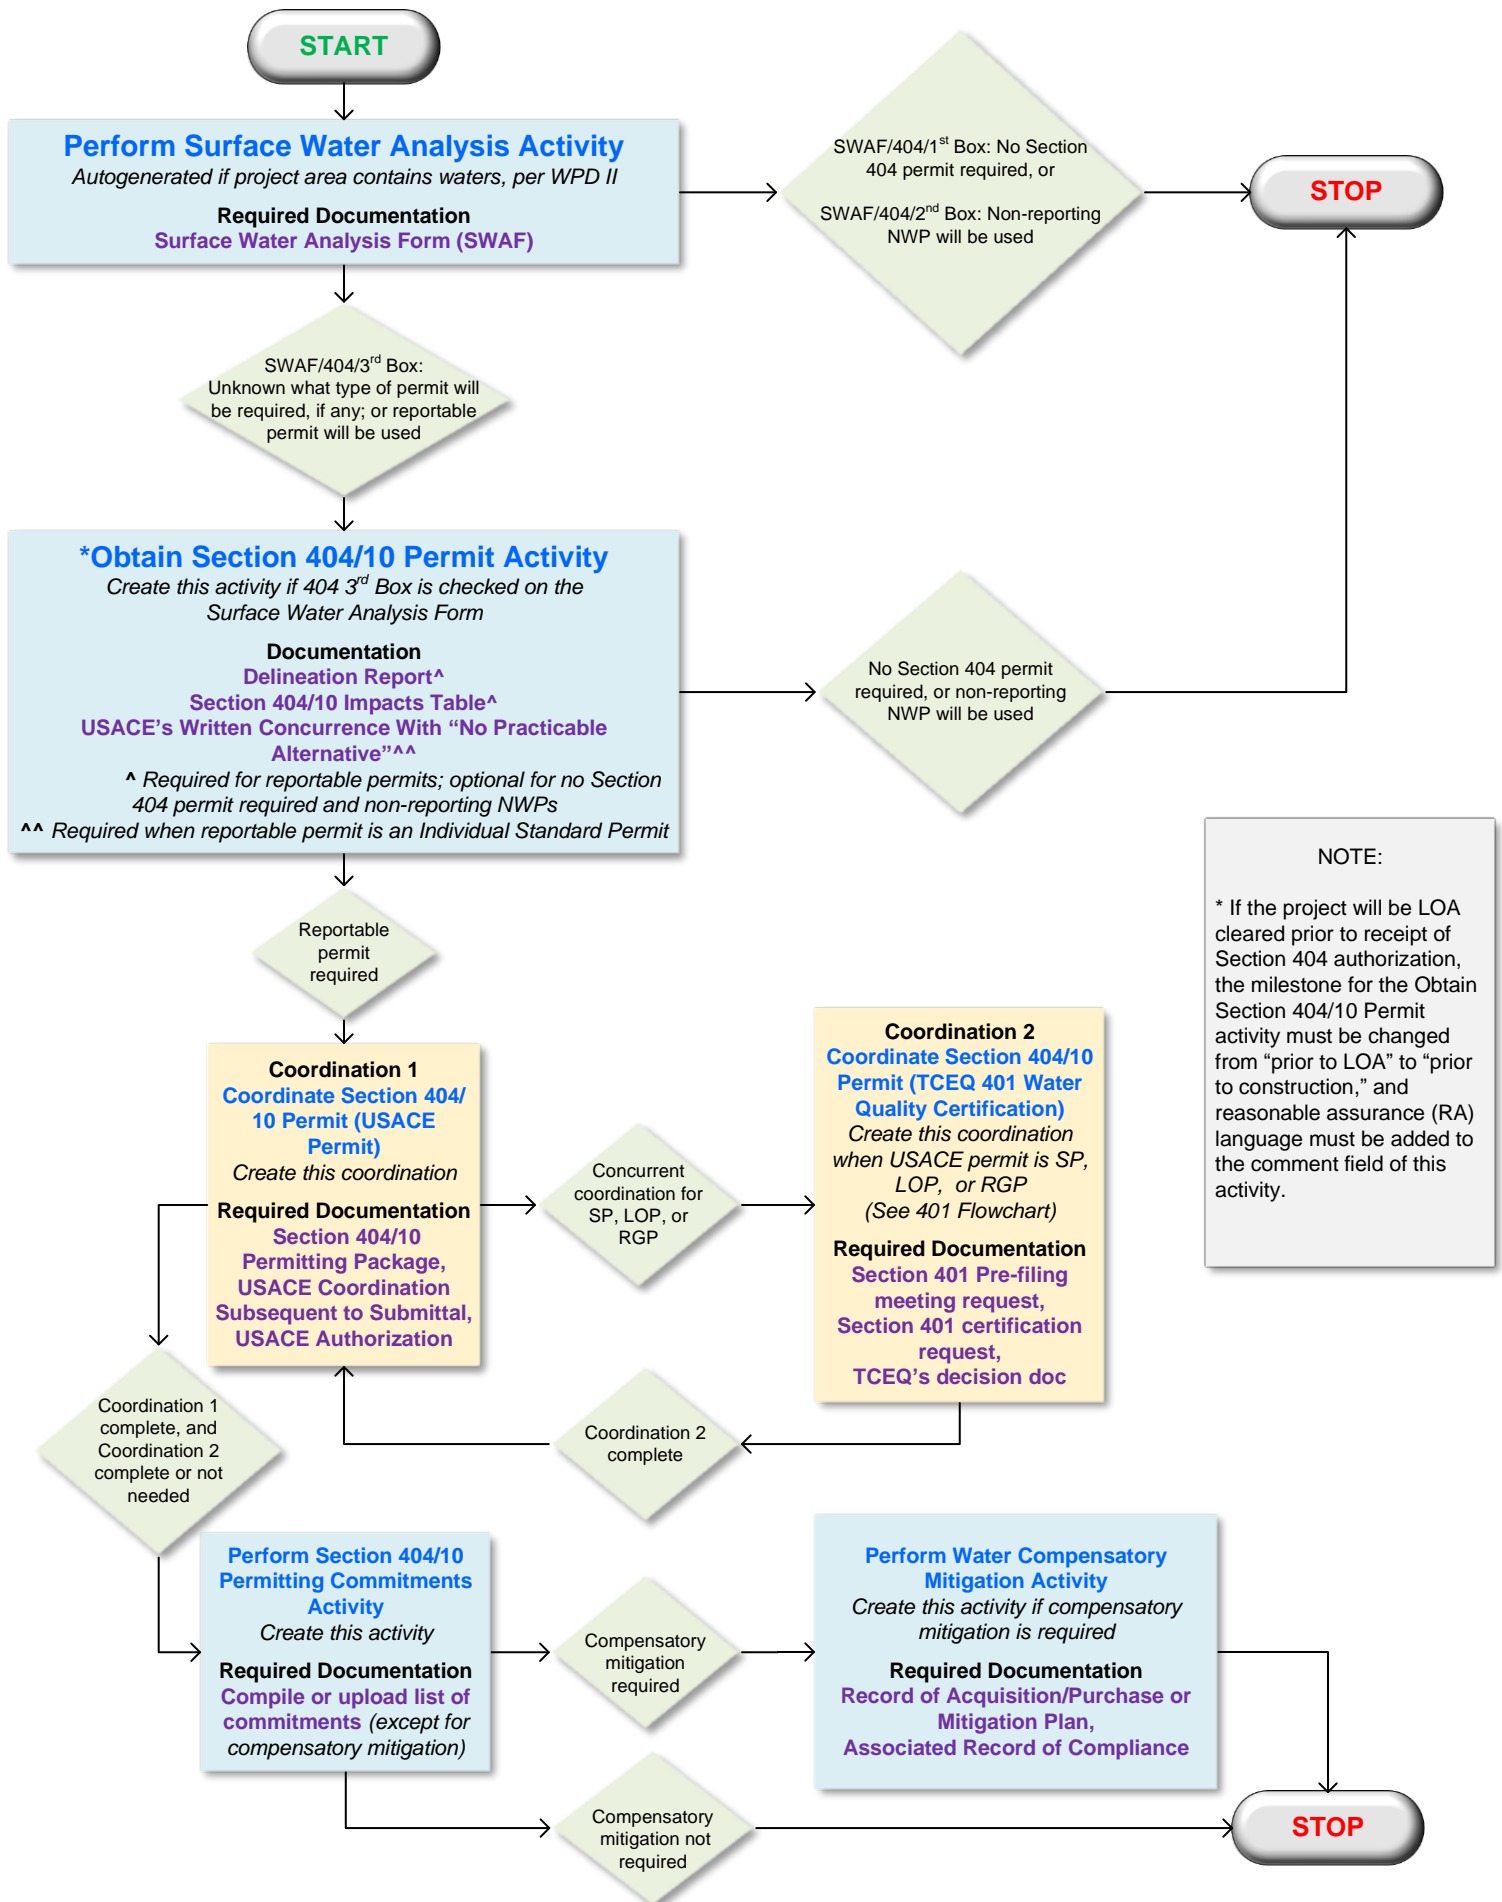 START
Perform Surface Water Analysis Activity
Autogenerated if project area contains waters, per WPD II
Required Documentation
Surface Water Analysis Form (SWAF)
SWAF/404/1st Box: No Section
404 permit required, or
SWAF/404/2nd Box: Non-reporting
NWP will be used
STOP
SWAF/404/3rd Box:
Unknown what type of permit will
be required, if any; or reportable
permit will be used
*Obtain Section 404/10 Permit Activity
Create this activity if 404 3rd Box is checked on the
Surface Water Analysis Form
Documentation
Delineation Report^
Section 404/10 Impacts Table^
USACE’s Written Concurrence With “No Practicable
Alternative”^^
^ Required for reportable permits; optional for no Section
404 permit required and non-reporting NWPs
^^ Required when reportable permit is an Individual Standard Permit
No Section 404 permit
required, or non-reporting
NWP will be used
NOTE:
* If the project will be LOA
cleared prior to receipt of
Section 404 authorization,
the milestone for the Obtain
Section 404/10 Permit
activity must be changed
from “prior to LOA” to “prior
to construction,” and
reasonable assurance (RA)
language must be added to
the comment field of this
activity.
Reportable
permit
required
Coordination 1
Coordinate Section 404/
10 Permit (USACE
Permit)
Create this coordination
Required Documentation
Section 404/10
Permitting Package,
USACE Coordination
Subsequent to Submittal,
USACE Authorization
Concurrent
coordination for
SP, LOP, or
RGP
Coordination 2
Coordinate Section 404/10
Permit (TCEQ 401 Water
Quality Certification)
Create this coordination
when USACE permit is SP,
LOP, or RGP
(See 401 Flowchart)
Required Documentation
Section 401 Pre-filing
meeting request,
Section 401 certification
request,
TCEQ’s decision doc
Coordination 1
complete, and
Coordination 2
complete or not
needed
Coordination 2
complete
Perform Section 404/10
Permitting Commitments
Activity
Create this activity
Required Documentation
Compile or upload list of
commitments (except for
compensatory mitigation)
Compensatory
mitigation
required
Perform Water Compensatory
Mitigation Activity
Create this activity if compensatory
mitigation is required
Required Documentation
Record of Acquisition/Purchase or
Mitigation Plan,
Associated Record of Compliance
Compensatory
mitigation not
required
STOP